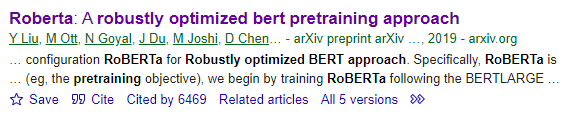 Roberta: A robustly optimized bert pretraining approach
Y Liu, M Ott, N Goyal, J Du, M Joshi, D Chen… - arXiv preprint arXiv …, 2019 - arxiv.org
… configuration RoBERTa for Robustly optimized BERT approach. Specifically, RoBERTa is
… (eg, the pretraining objective), we begin by training RoBERTa following the BERTLARGE …
Save Cite Cited by 6469 Related articles All 5 versions